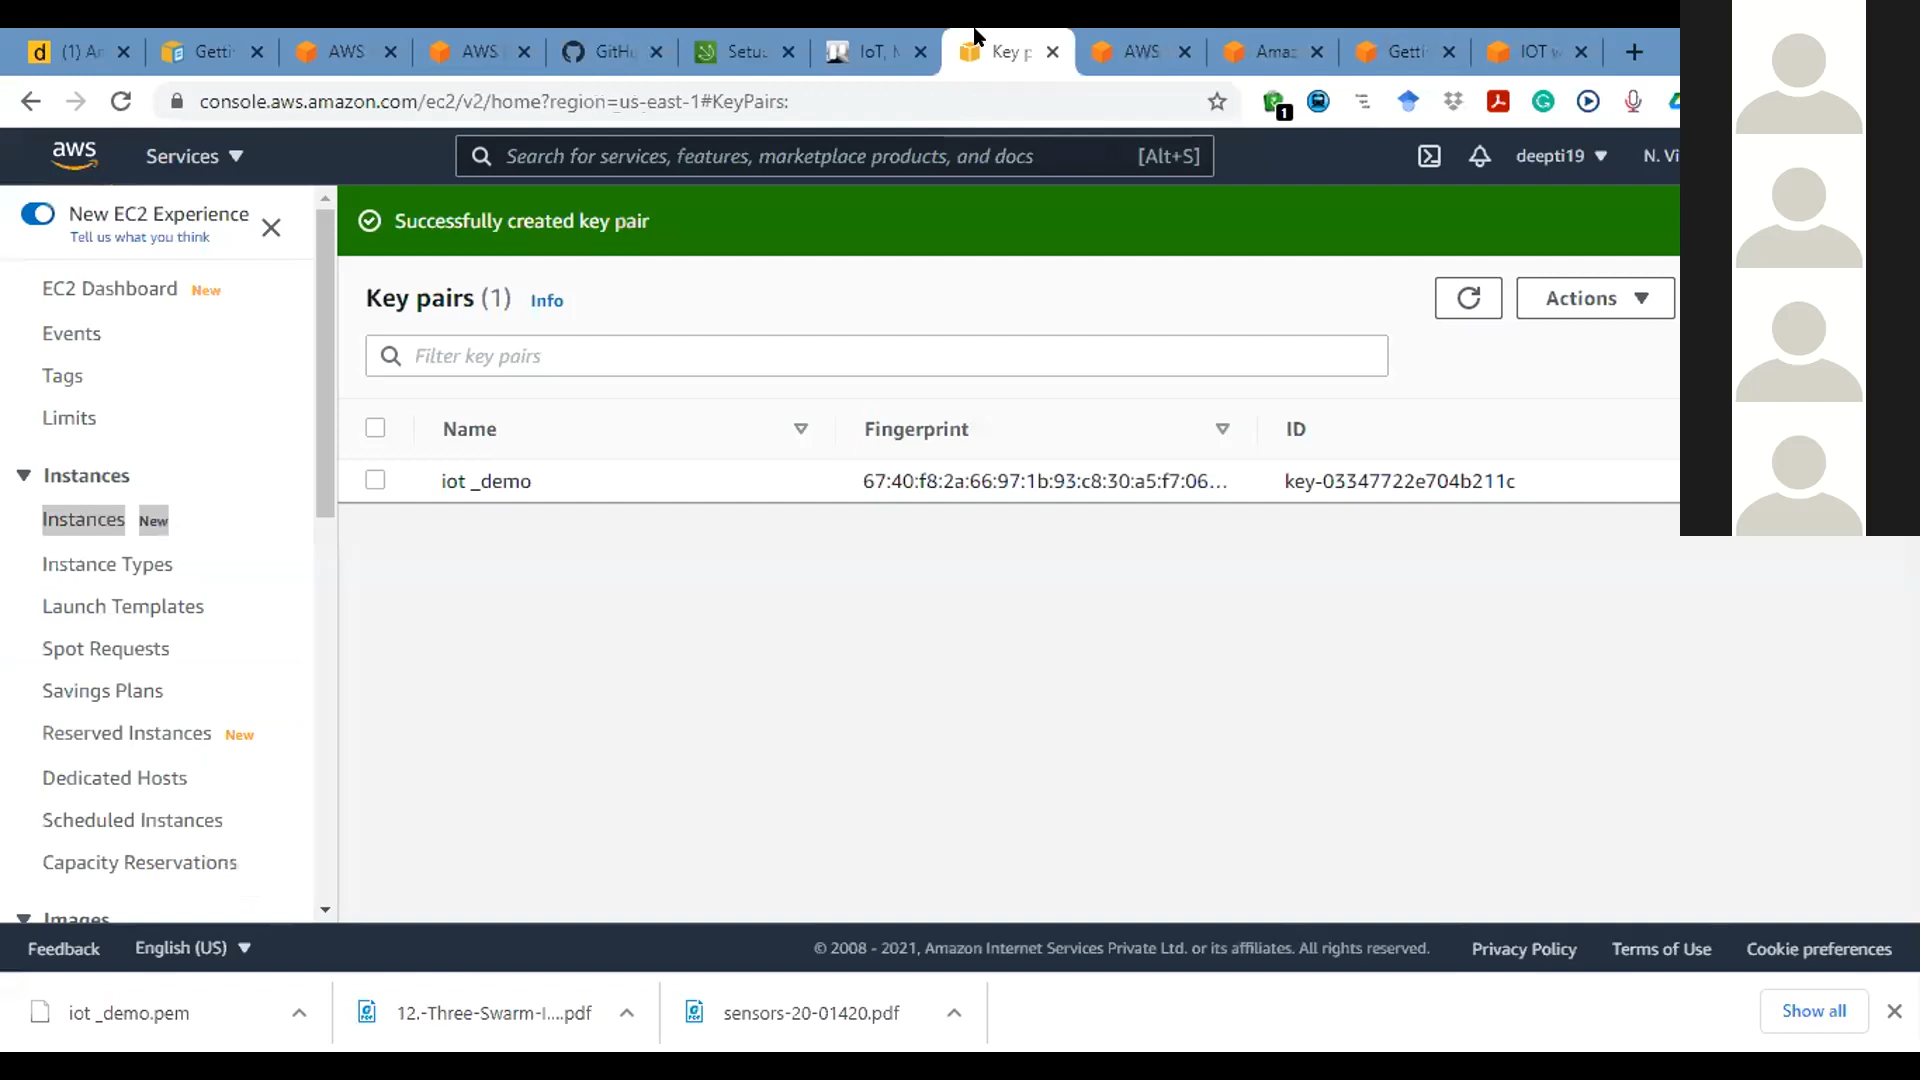 (1) Ar
Getti
AWS
AWS
GitHu
Setu
IoT, M
Key p
AWS
Amaz
Getti
IOT w
console.aws.amazon.com/ec2/v2/home?region=us-east-1#KeyPairs:
1
aws
Services
Search for services, features, marketplace products, and docs
[Alt+S]
deepti19
N. Vi
New EC2 Experience
Tell us what you think
Successfully created key pair
EC2 Dashboard New
Events
Tags
Limits
Instances
Instances New
Instance Types
Launch Templates
Spot Requests
Savings Plans
Reserved Instances New
Dedicated Hosts
Scheduled Instances
Capacity Reservations
Images
Key pairs (1) Info
Actions
Filter key pairs
Name
Fingerprint
ID
iot _demo
67:40:f8:2a:66:97:1b:93:c8:30:a5:f7:06...
key-03347722e704b211c
Feedback
English (US)
© 2008 - 2021, Amazon Internet Services Private Ltd. or its affiliates. All rights reserved.
Privacy Policy
Terms of Use
Cookie preferences
iot _demo.pem
12.-Three-Swarm-I....pdf
sensors-20-01420.pdf
Show all